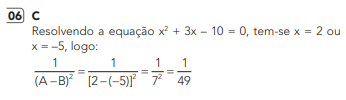 06 C
Resolvendo a equação x² + 3x – 10 = 0, tem-se x = 2 ou
x = –5, logo:
1/(A – B)² = 1/[2–(–5)]² = 1/7² = 1/49